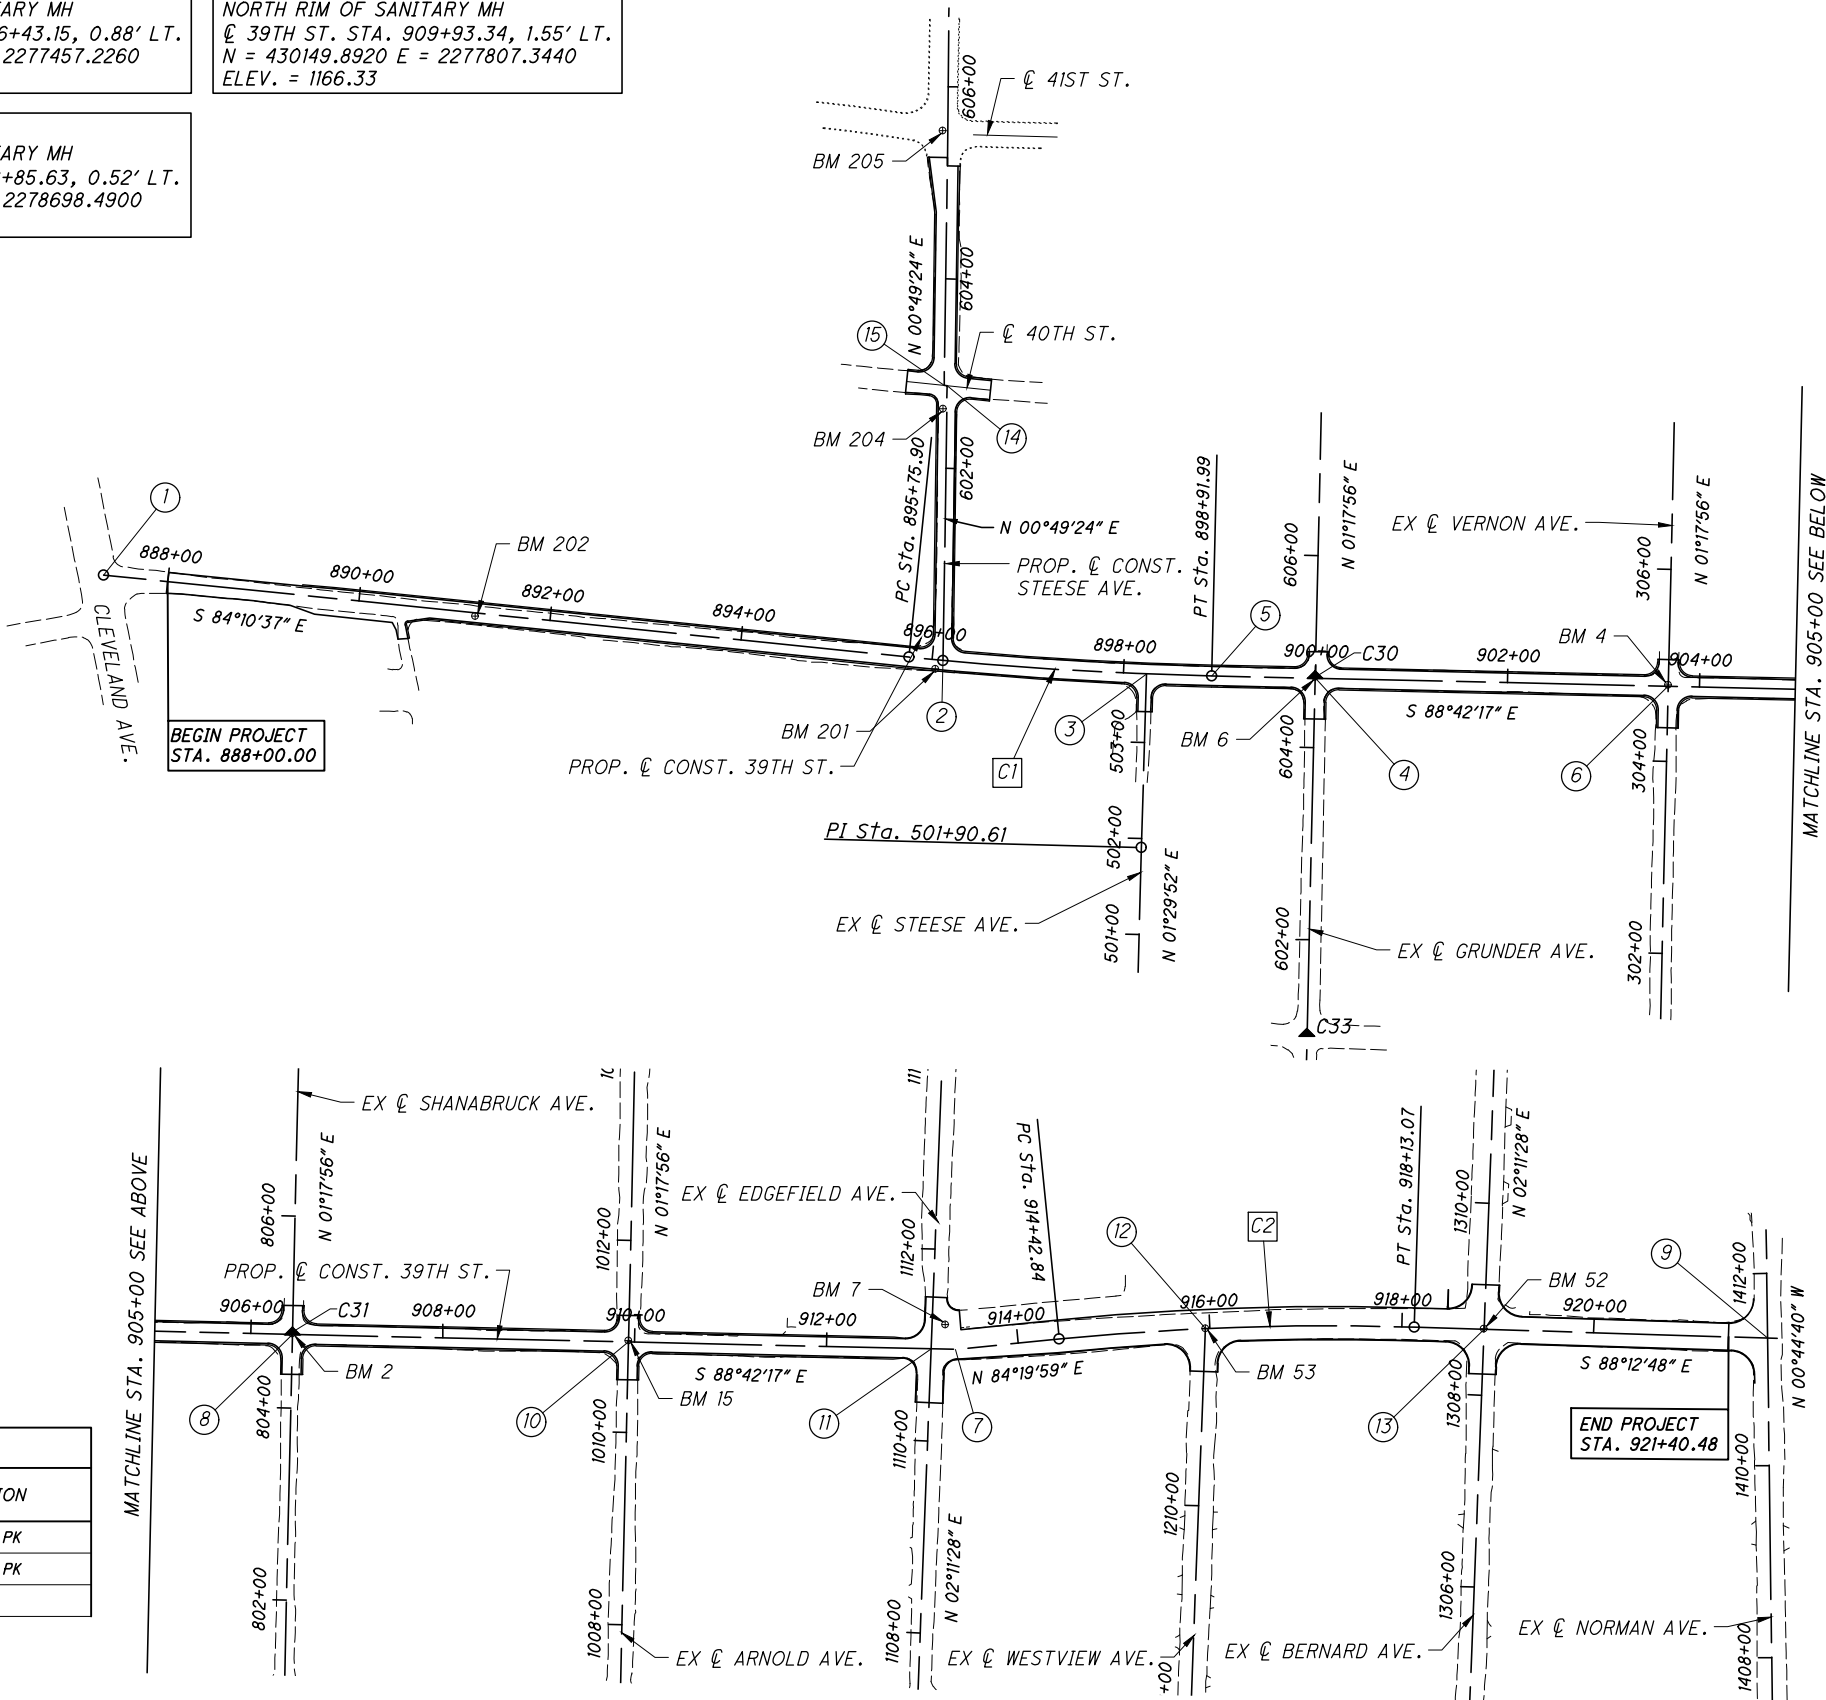 ARY MH
6+43.15, 0.88' LT.
2277457.2260
NORTH RIM OF SANITARY MH
℄ 39TH ST. STA. 909+93.34, 1.55' LT.
N = 430149.8920 E = 2277807.3440
ELEV. = 1166.33
ARY MH
+85.63, 0.52' LT.
2278698.4900
606+00
℄ 41ST ST.
BM 205
N 00°49'24" E
604+00
15
℄ 40TH ST.
BM 204
14
PC Sta. 895+75.90
602+00
N 00°49'24" E
PROP. ℄ CONST.
STEESE AVE.
PT Sta. 898+91.99
606+00
N 01°17'56" E
EX ℄ VERNON AVE.
306+00
N 01°17'56" E
MATCHLINE STA. 905+00 SEE BELOW
1
888+00
890+00
BM 202
892+00
894+00
896+00
898+00
5
900+00
C30
902+00
BM 4
904+00
CLEVELAND AVE.
S 84°10'37" E
BEGIN PROJECT
STA. 888+00.00
BM 201
2
3
503+00
BM 6
604+00
4
S 88°42'17" E
6
304+00
PROP. ℄ CONST. 39TH ST.
C1
PI Sta. 501+90.61
502+00
N 01°29'52" E
EX ℄ STEESE AVE.
501+00
602+00
EX ℄ GRUNDER AVE.
302+00
C33
MATCHLINE STA. 905+00 SEE ABOVE
EX ℄ SHANABRUCK AVE.
806+00
N 01°17'56" E
1012+00
N 01°17'56" E
EX ℄ EDGEFIELD AVE.
1112+00
PC Sta. 914+42.84
12
C2
PT Sta. 918+13.07
1310+00
N 02°11'28" E
9
1412+00
N 00°44'40" W
PROP. ℄ CONST. 39TH ST.
906+00
C31
908+00
910+00
912+00
BM 7
914+00
916+00
918+00
BM 52
920+00
8
804+00
BM 2
10
1010+00
BM 15
S 88°42'17" E
11
1110+00
7
N 84°19'59" E
BM 53
13
1308+00
S 88°12'48" E
END PROJECT
STA. 921+40.48
1410+00
ION
PK
PK
802+00
1008+00
EX ℄ ARNOLD AVE.
1108+00
N 02°11'28" E
EX ℄ WESTVIEW AVE.
1210+00
+00
EX ℄ BERNARD AVE.
1306+00
EX ℄ NORMAN AVE.
1408+00